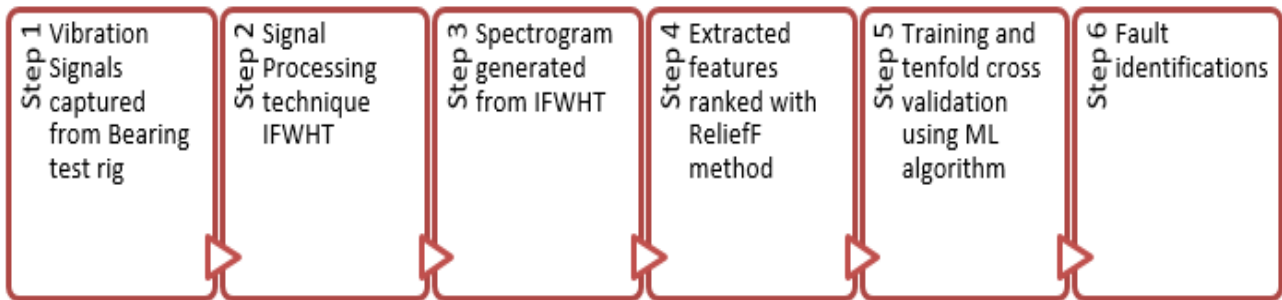 Step 1
Vibration
Signals
captured
from Bearing
test rig
Step 2
Signal
Processing
technique
IFWHT
Step 3
Spectrogram
generated
from IFWHT
Step 4
Extracted
features
ranked with
ReliefF
method
Step 5
Training and
tenfold cross
validation
using ML
algorithm
Step 6
Fault
identifications